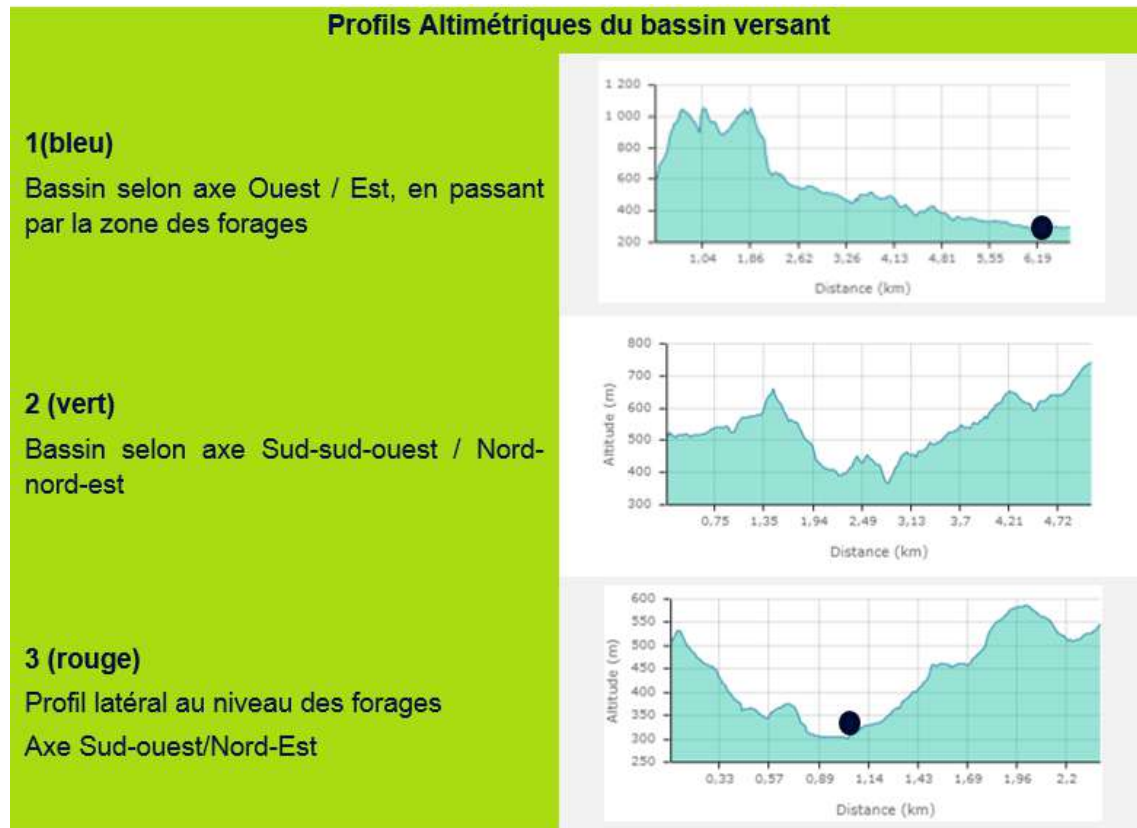 Profils Altimétriques du bassin versant
1(bleu)
Bassin selon axe Ouest / Est, en passant
par la zone des forages
1 200
1 000
800
600
400
200
1,04 1,86 2,62 3,26 4,13 4,81 5,55 6,19
Distance (km)
2 (vert)
Bassin selon axe Sud-sud-ouest / Nord-
nord-est
Altitude (m)
800
700
600
500
400
300
0,75 1,35 1,94 2,49 3,13 3,7 4,21 4,72
Distance (km)
3 (rouge)
Profil latéral au niveau des forages
Axe Sud-ouest/Nord-Est
Altitude (m)
600
550
500
450
400
350
300
250
0,33 0,57 0,89 1,14 1,43 1,69 1,96 2,2
Distance (km)